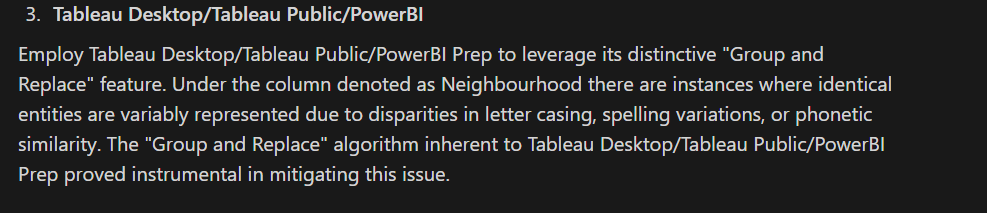 3. Tableau Desktop/Tableau Public/PowerBI
Employ Tableau Desktop/Tableau Public/PowerBI Prep to leverage its distinctive "Group and
Replace" feature. Under the column denoted as Neighbourhood there are instances where identical
entities are variably represented due to disparities in letter casing, spelling variations, or phonetic
similarity. The "Group and Replace" algorithm inherent to Tableau Desktop/Tableau Public/PowerBI
Prep proved instrumental in mitigating this issue.